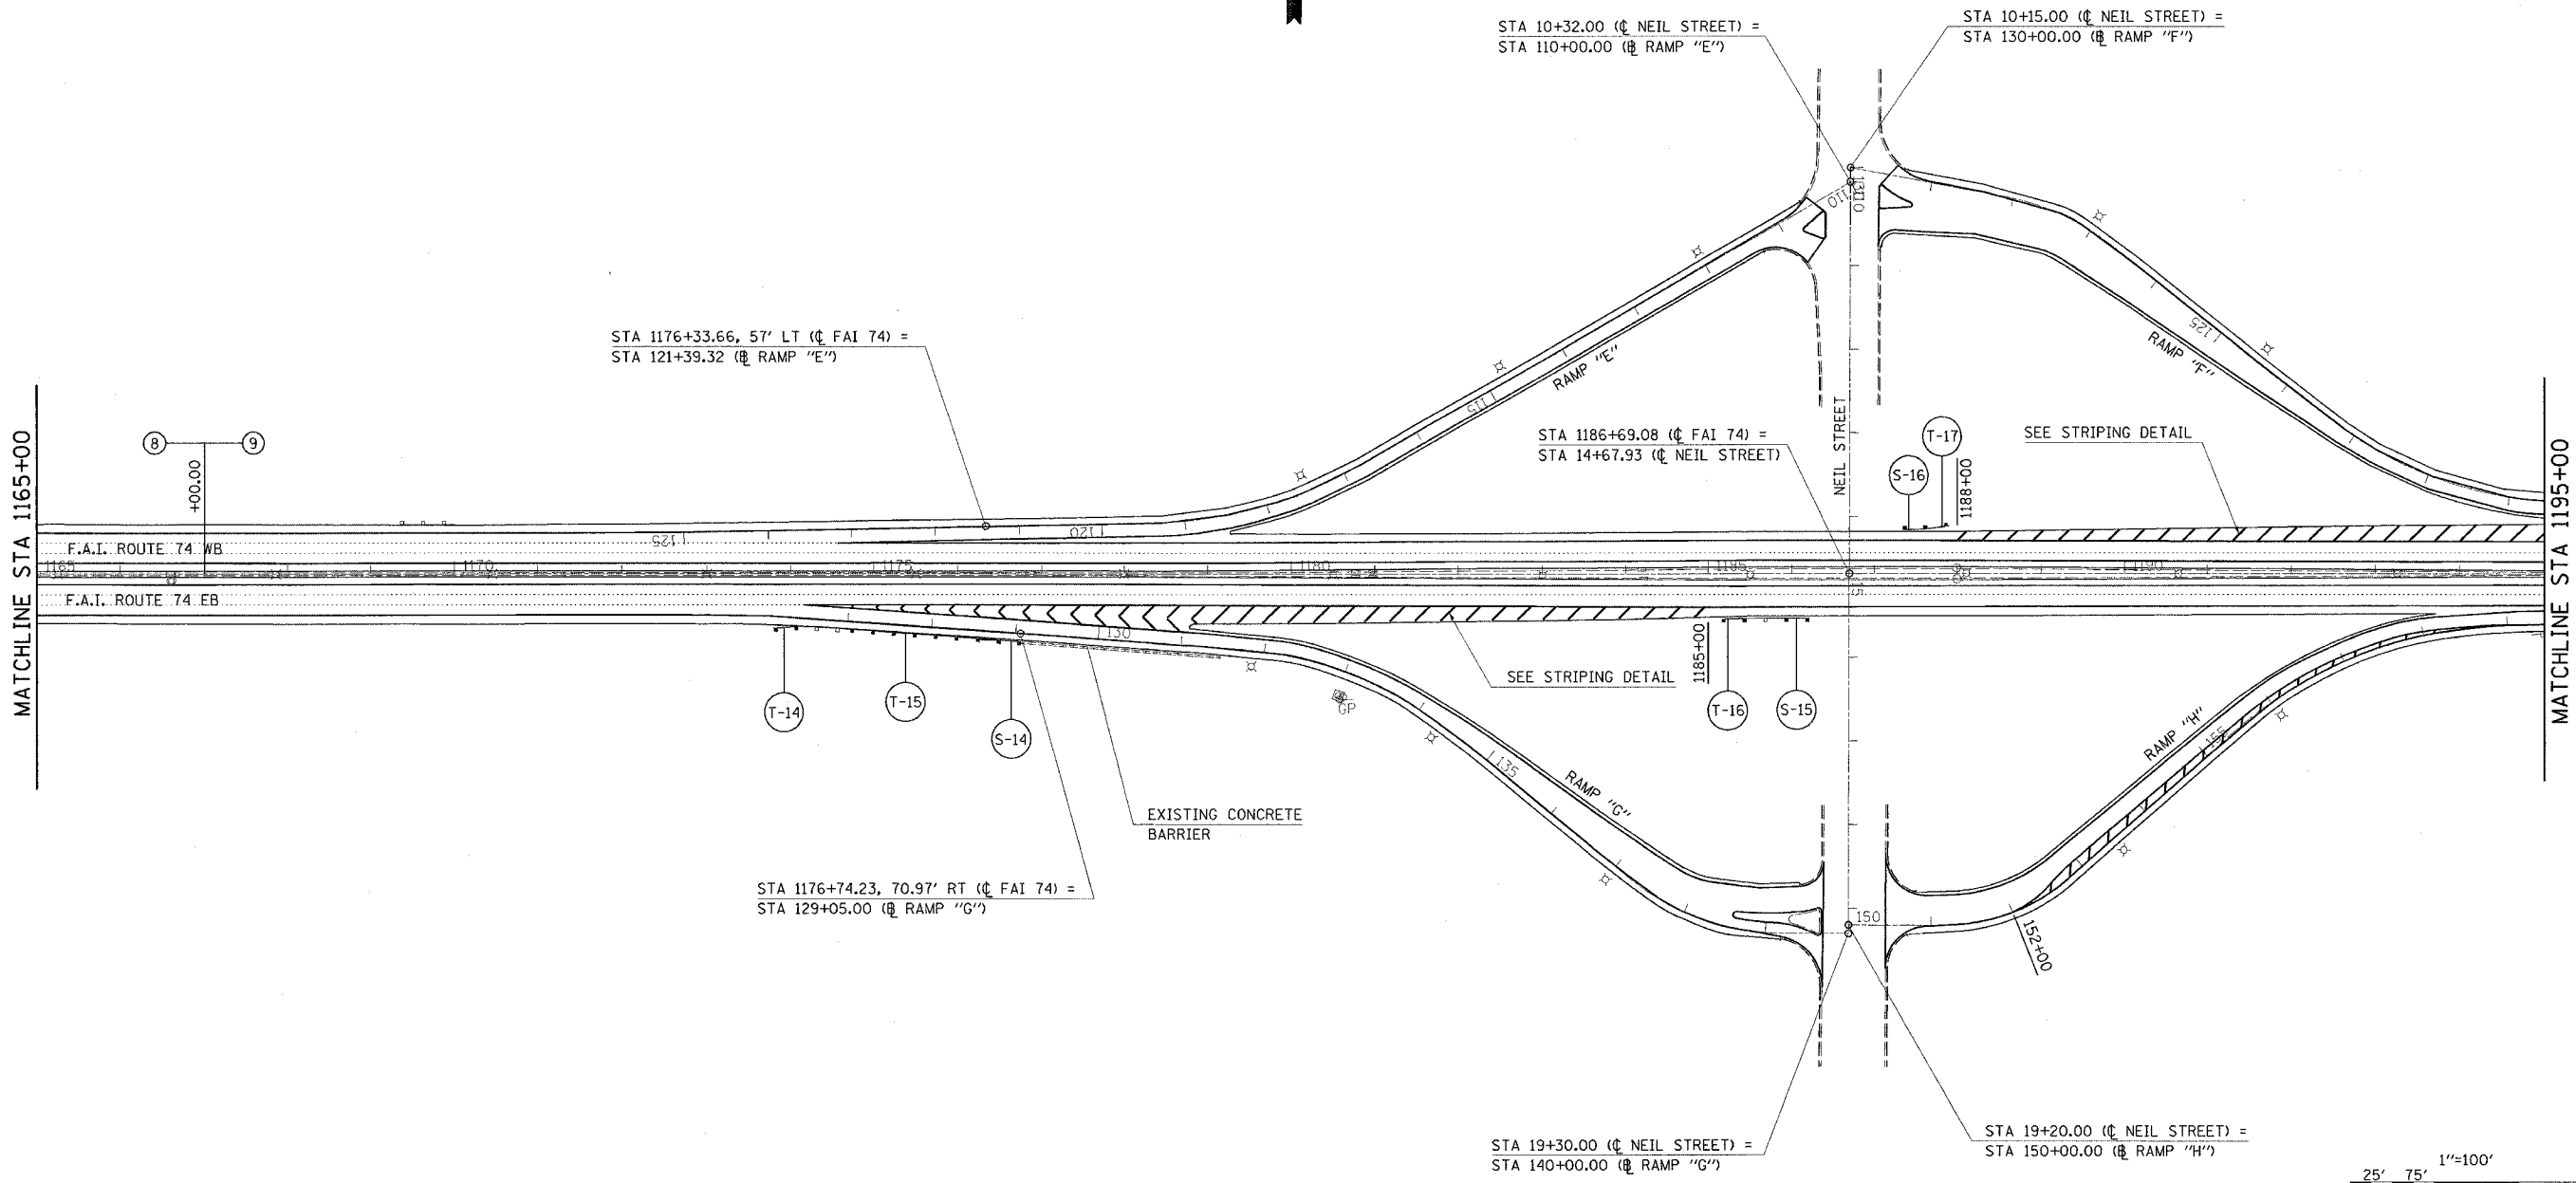 STA 10+32.00 (℄ NEIL STREET) =
STA 110+00.00 (B RAMP "E")
STA 10+15.00 (℄ NEIL STREET) =
STA 130+00.00 (B RAMP "F")
110
STA 1176+33.66, 57' LT (℄ FAI 74) =
STA 121+39.32 (B RAMP "E")
RAMP "E"
115
125
RAMP "F"
NEIL STREET
STA 1186+69.08 (℄ FAI 74) =
STA 14+67.93 (℄ NEIL STREET)
T-17
S-16
1188+00
SEE STRIPING DETAIL
MATCHLINE STA 1165+00
8
9
+00.00
MATCHLINE STA 1195+00
F.A.I. ROUTE 74 WB
125
120
1165
1170
1175
1180
1185
1190
F.A.I. ROUTE 74 EB
130
T-14
T-15
S-14
GP
SEE STRIPING DETAIL
1185+00
T-16
S-15
135
RAMP "G"
RAMP "H"
155
EXISTING CONCRETE
BARRIER
STA 1176+74.23, 70.97' RT (℄ FAI 74) =
STA 129+05.00 (B RAMP "G")
150
152+00
STA 19+30.00 (℄ NEIL STREET) =
STA 140+00.00 (B RAMP "G")
STA 19+20.00 (℄ NEIL STREET) =
STA 150+00.00 (B RAMP "H")
1"=100'
25' 75'